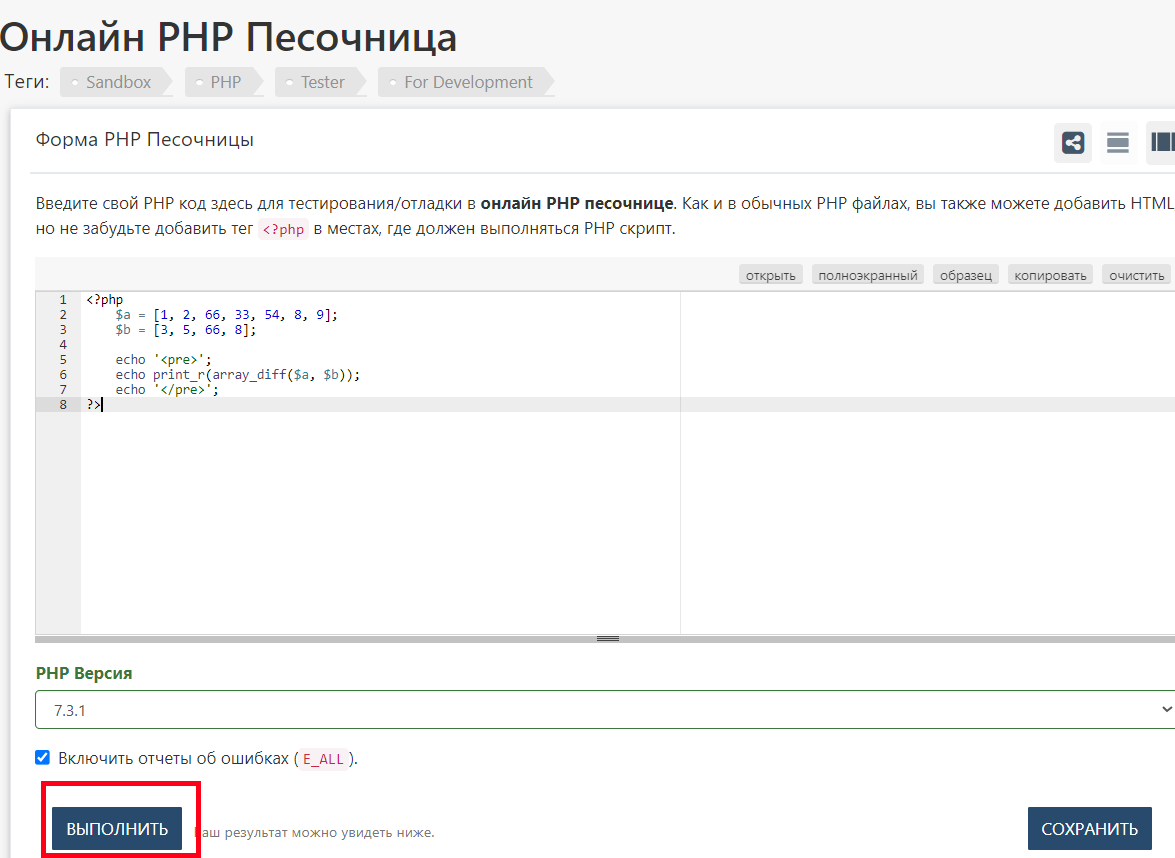 Онлайн PHP Песочница
Теги: Sandbox PHP Tester For Development
Форма PHP Песочницы
Введите свой PHP код здесь для тестирования/отладки в онлайн PHP песочнице. Как и в обычных PHP файлах, вы также можете добавить HTML
но не забудьте добавить тег <?php в местах, где должен выполняться PHP скрипт.
открыть полноэкранный образец копировать очистить
1 <?php
2 $a = [1, 2, 66, 33, 54, 8, 9];
3 $b = [3, 5, 66, 8];
4
5 echo '<pre>';
6 echo print_r(array_diff($a, $b));
7 echo '</pre>';
8 ?>
PHP Версия
7.3.1
Включить отчеты об ошибках (E_ALL).
ВЫПОЛНИТЬ
результат можно увидеть ниже.
СОХРАНИТЬ